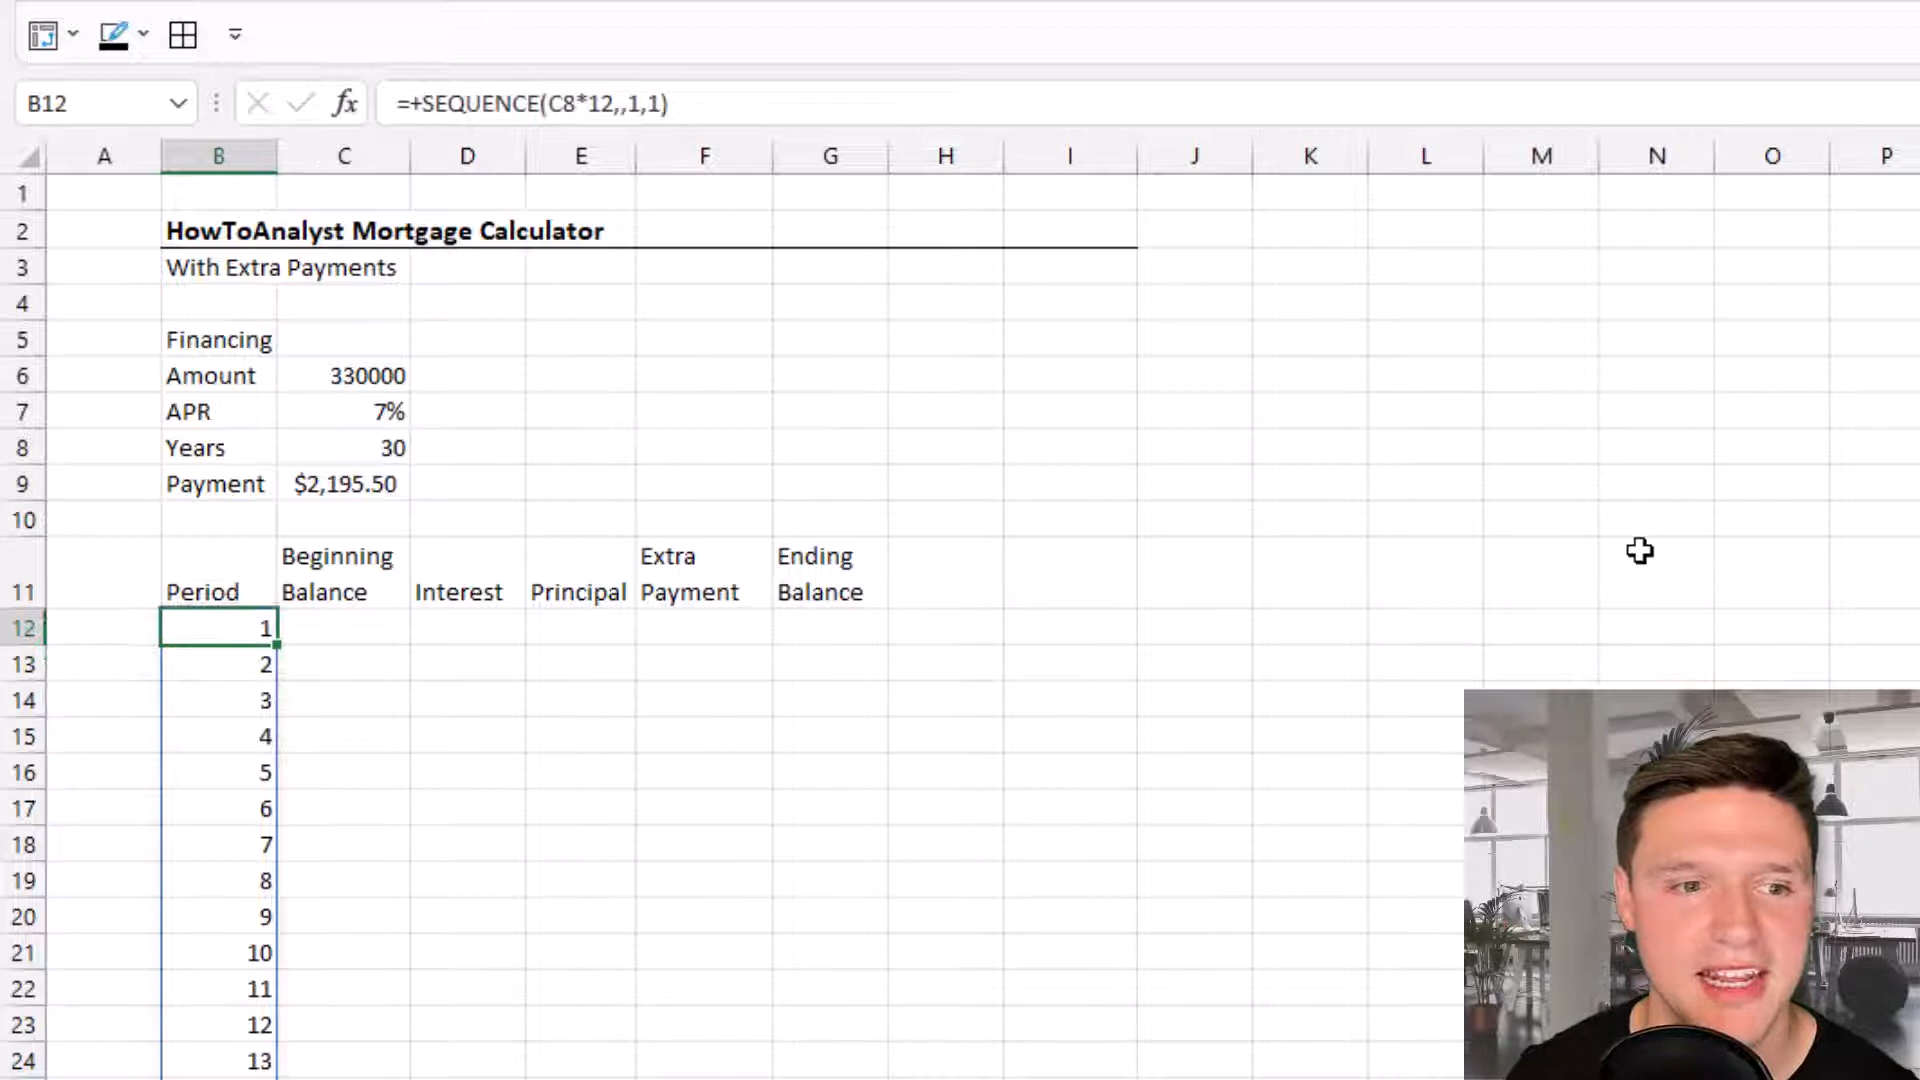 B12
fx
=+SEQUENCE(C8*12,,1,1)
A B C D E F G H I J K L M N O P
1
2 HowToAnalyst Mortgage Calculator
3 With Extra Payments
4
5 Financing
6 Amount 330000
7 APR 7%
8 Years 30
9 Payment $2,195.50
10
Beginning Extra Ending
11 Period Balance Interest Principal Payment Balance
12 1
13 2
14 3
15 4
16 5
17 6
18 7
19 8
20 9
21 10
22 11
23 12
24 13